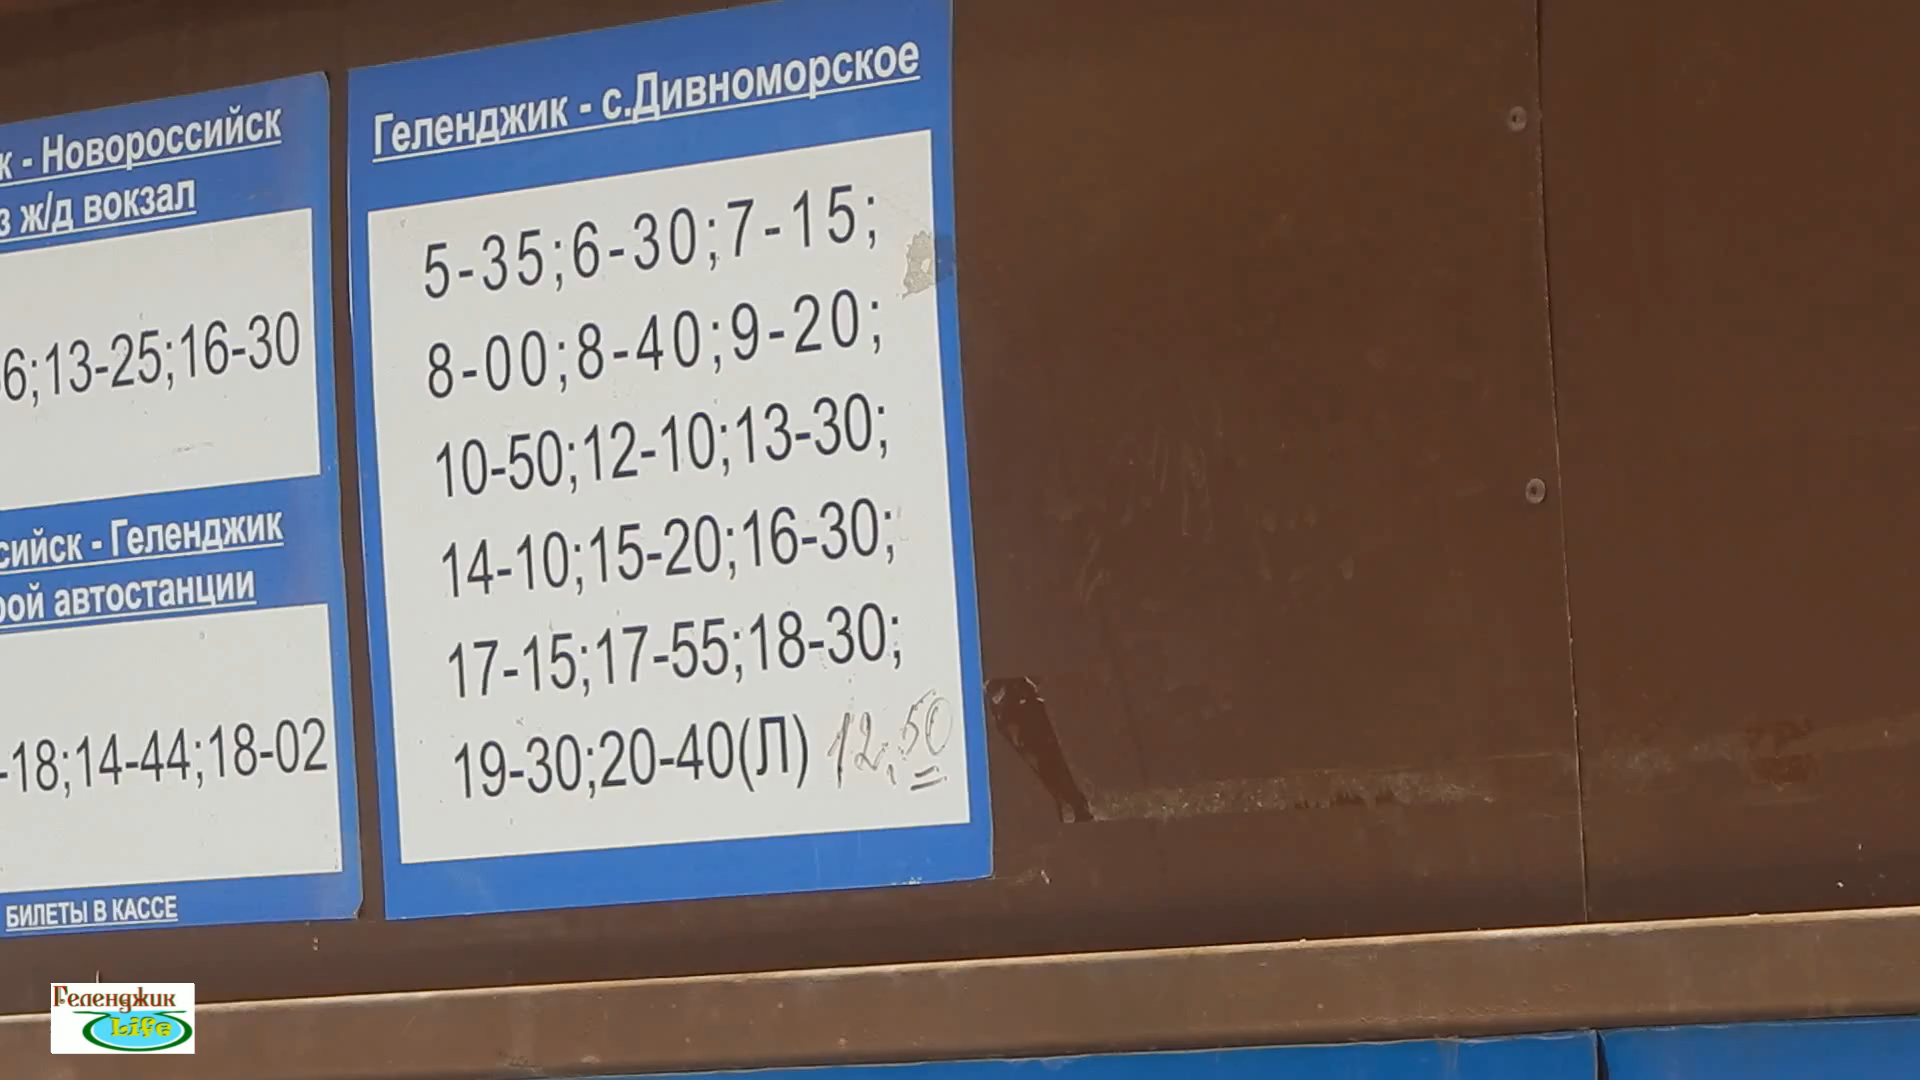 к - Новороссийск
з ж/д вокзал
6;13-25;16-30
сийск - Геленджик
рой автостанции
-18;14-44;18-02
БИЛЕТЫ В КАССЕ
Геленджик - с.Дивноморское
5-35;6-30;7-15;
8-00;8-40;9-20;
10-50;12-10;13-30;
14-10;15-20;16-30;
17-15;17-55;18-30;
19-30;20-40(Л) 12.50
Геленджик
Life